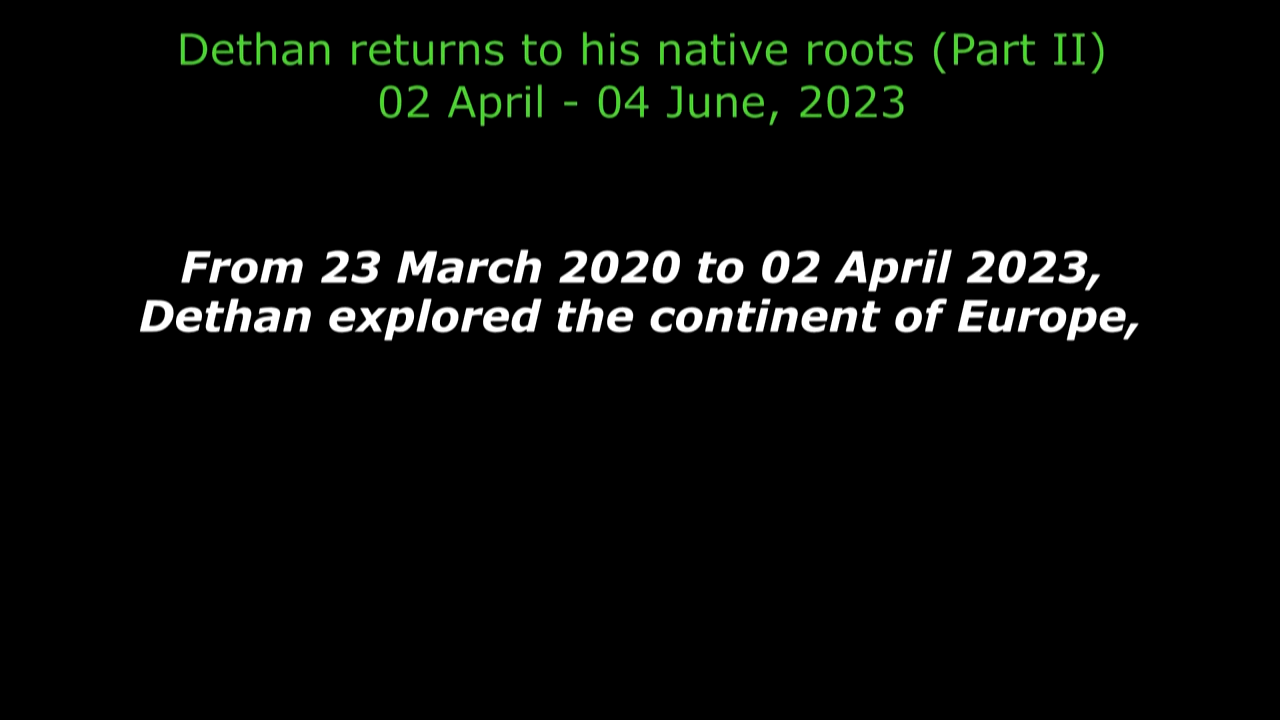 Dethan returns to his native roots (Part II)
02 April - 04 June, 2023
From 23 March 2020 to 02 April 2023,
Dethan explored the continent of Europe,